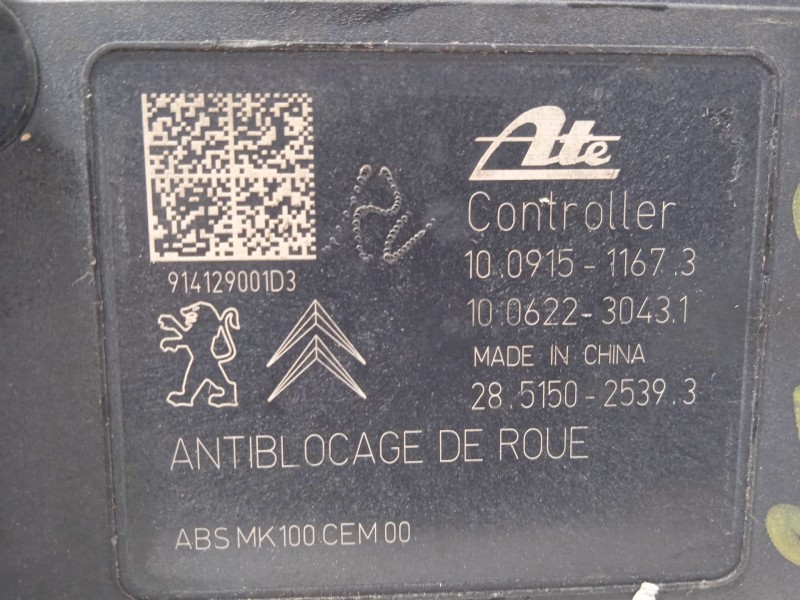 914129001D3
Ate
Controller
10.0915-1167.3
10.0622-3043.1
MADE IN CHINA
28.5150-2539.3
ANTIBLOCAGE DE ROUE
ABS MK100 CEM 00